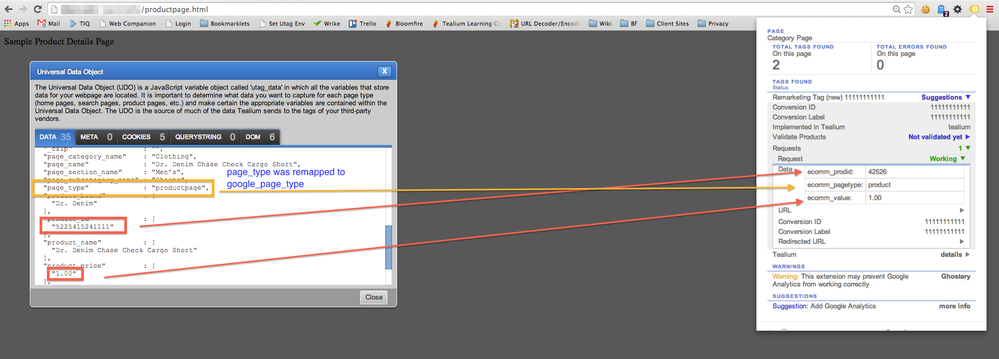 /productpage.html
Apps
Mail
TIQ
Web Companion
Login
Bookmarklets
Set Utag Env
Wrike
Trello
Bloomfire
Tealium Learning Ce
URL Decoder/Encod
Wiki
BF
Client Sites
Privacy
2
Sample Product Details Page
Universal Data Object
X
The Universal Data Object (UDO) is a JavaScript variable object called 'utag_data' in which all the variables that store
data for your webpage are located. It is important to determine what data you want to capture for each page type
(home pages, search pages, product pages, etc.) and make certain the appropriate variables are contained within the
Universal Data Object. The UDO is the source of much of the data Tealium sends to the tags of your third-party
vendors.
DATA 35 META 0 COOKIES 5 QUERYSTRING 0 DOM 6
"page_category_name" : "Clothing",
"page_name" : "Dr. Denim Chase Check Cargo Short",
"page_section_name" : "Men's",
"page_type" : "productpage",
"Dr. Denim"
],
"product_id" : [
"5225415241111"
],
"product_name" : [
"Dr. Denim Chase Check Cargo Short"
],
"product_price" : [
"1.00"
],
page_type was remapped to
google_page_type
Close
PAGE
Category Page
TOTAL TAGS FOUND
On this page
2
TOTAL ERRORS FOUND
On this page
0
TAGS FOUND
Status
Remarketing Tag (new) 11111111111 Suggestions ▼
Conversion ID 11111111111
Conversion Label 11111111111
Implemented in Tealium tealium
Validate Products Not validated yet ▶
Requests 1 ▼
Request Working ▼
Data
ecomm_prodid: 42526
ecomm_pagetype: product
ecomm_value: 1.00
URL ▶
Conversion ID 11111111111
Conversion Label 11111111111
Redirected URL ▶
Tealium details ▶
WARNINGS
Warning: This extension may prevent Google Ghostery
Analytics from working correctly
SUGGESTIONS
Suggestion: Add Google Analytics more info